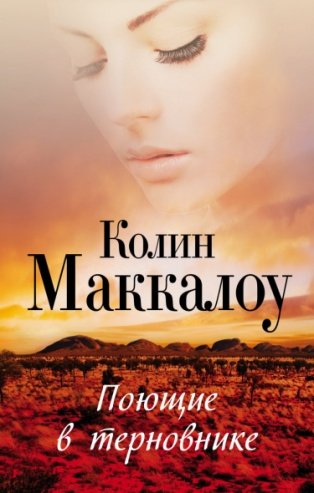 Колин
Маккалоу
Поющие
в терновнике